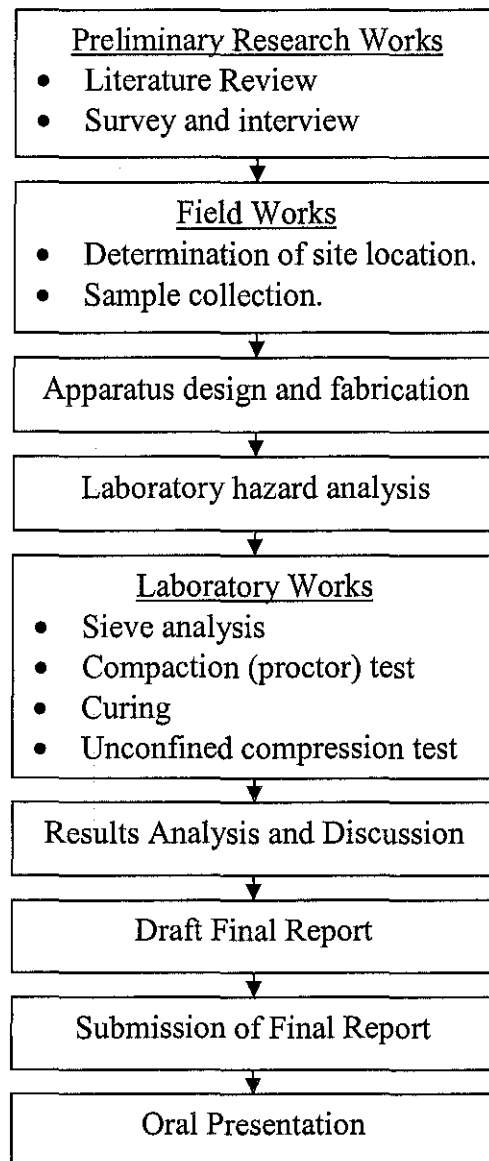 Preliminary Research Works
• Literature Review
• Survey and interview
Field Works
• Determination of site location.
• Sample collection.
Apparatus design and fabrication
Laboratory hazard analysis
Laboratory Works
• Sieve analysis
• Compaction (proctor) test
• Curing
• Unconfined compression test
Results Analysis and Discussion
Draft Final Report
Submission of Final Report
Oral Presentation